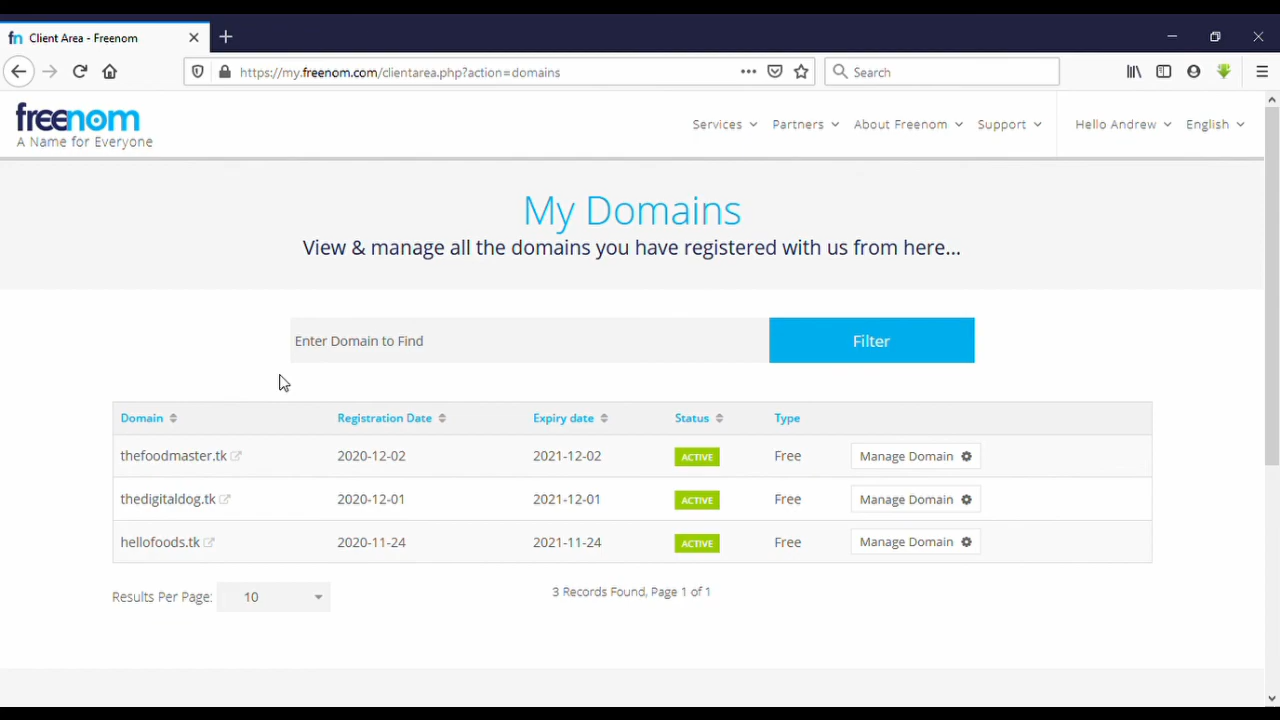 fn Client Area - Freenom
https://my.freenom.com/clientarea.php?action=domains
Search
freenom
A Name for Everyone
Services Partners About Freenom Support Hello Andrew English
My Domains
View & manage all the domains you have registered with us from here...
Enter Domain to Find Filter
Domain Registration Date Expiry date Status Type
thefoodmaster.tk 2020-12-02 2021-12-02 ACTIVE Free Manage Domain
thedigitaldog.tk 2020-12-01 2021-12-01 ACTIVE Free Manage Domain
hellofoods.tk 2020-11-24 2021-11-24 ACTIVE Free Manage Domain
Results Per Page: 10 3 Records Found, Page 1 of 1